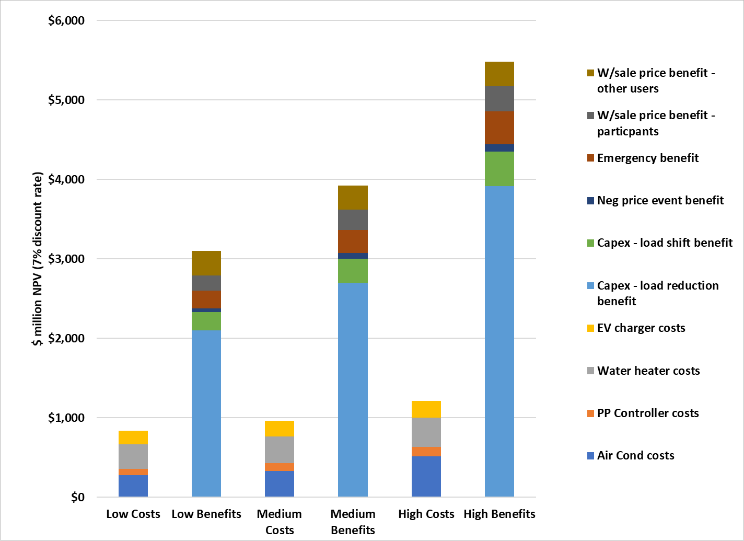 $6,000
$5,000
$4,000
$3,000
$2,000
$1,000
$0
$ million NPV (7% discount rate)
Low Costs
Low Benefits
Medium
Costs
Medium
Benefits
High Costs
High Benefits
W/sale price benefit -
other users
W/sale price benefit -
particpants
Emergency benefit
Neg price event benefit
Capex - load shift benefit
Capex - load reduction
benefit
EV charger costs
Water heater costs
PP Controller costs
Air Cond costs